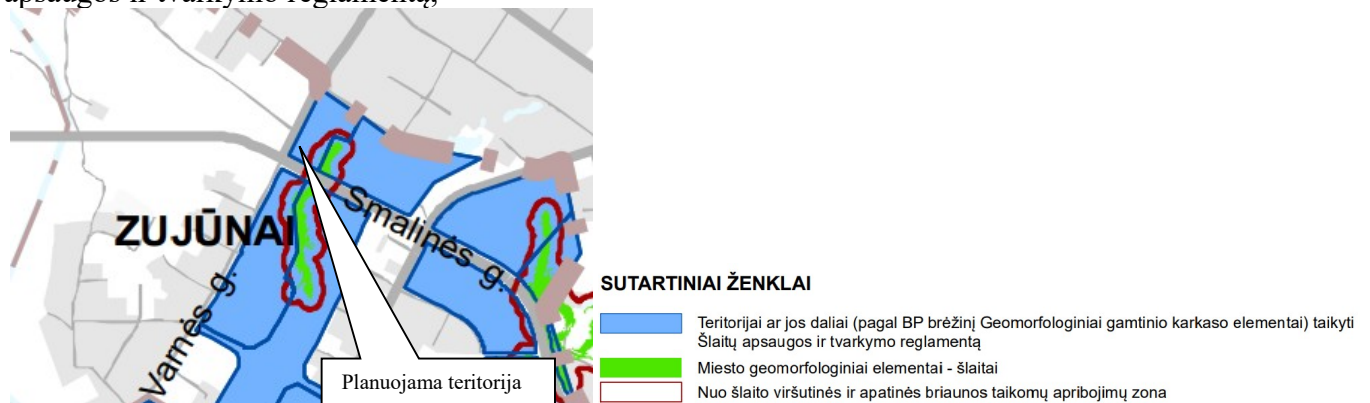 apsaugos ir tvarkymo reglamentą;
ZUJŪNAI
Smalinės g.
Varnės g.
Planuojama teritorija
SUTARTINIAI ŽENKLAI
Teritorijai ar jos daliai (pagal BP brėžinį Geomorfologiniai gamtinio karkaso elementai) taikyti
Šlaitų apsaugos ir tvarkymo reglamentą
Miesto geomorfologiniai elementai - šlaitai
Nuo šlaito viršutinės ir apatinės briaunos taikomų apribojimų zona